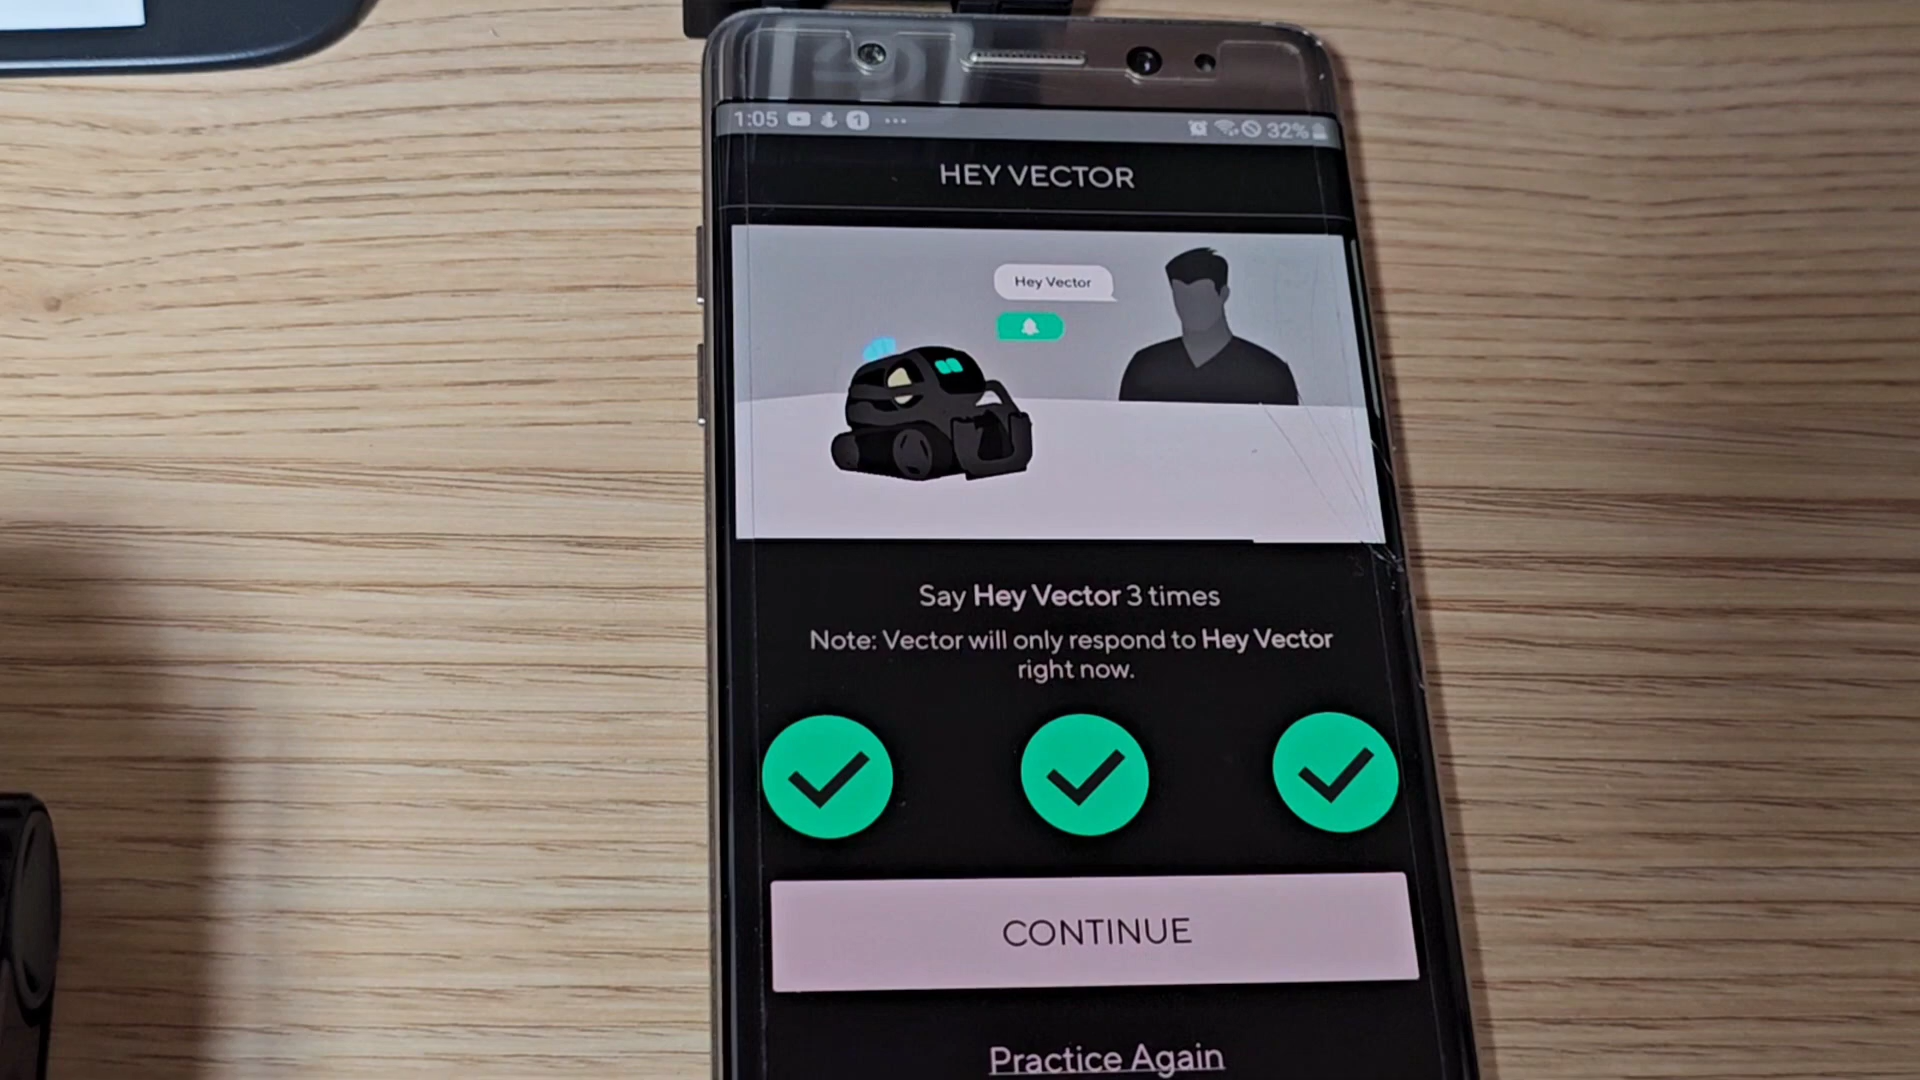 1:05
1
32%
HEY VECTOR
Hey Vector
Say Hey Vector 3 times
Note: Vector will only respond to Hey Vector
right now.
CONTINUE
Practice Again